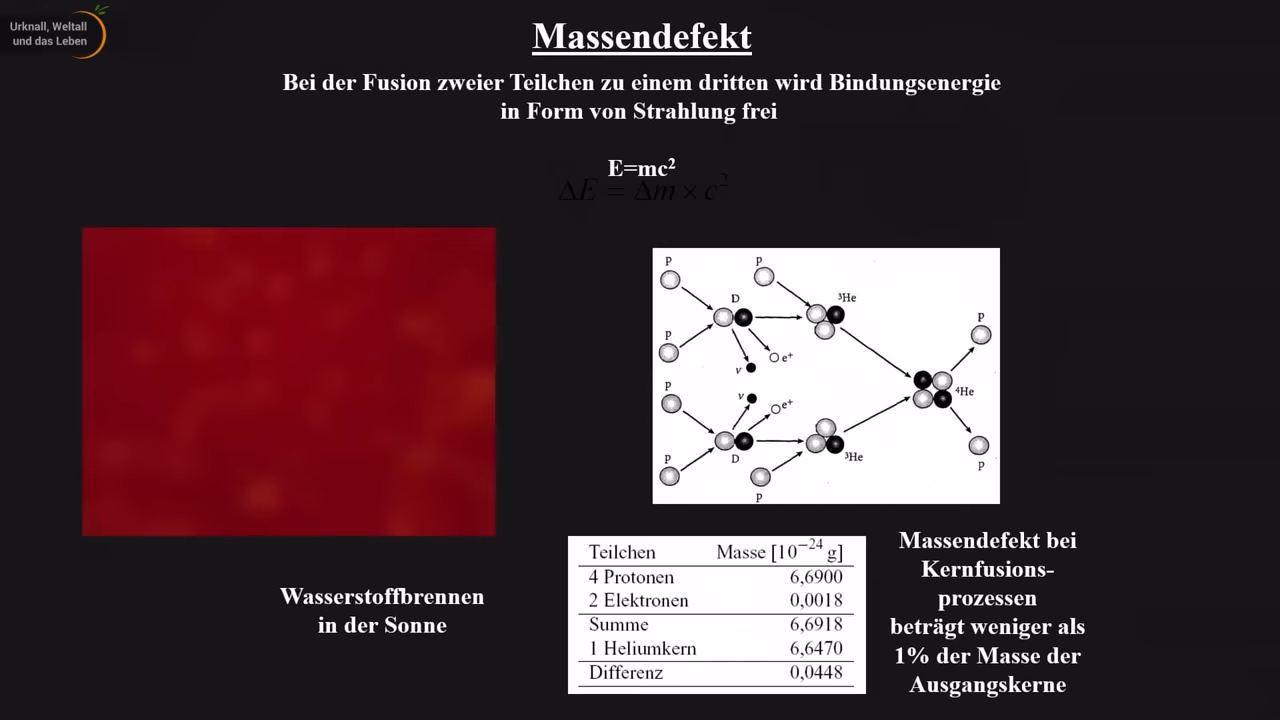 Urknall, Weltall
und das Leben
Massendefekt
Bei der Fusion zweier Teilchen zu einem dritten wird Bindungsenergie
in Form von Strahlung frei
E=mc²
ΔE = Δm × c²
p
p
D
³He
p
p
e⁺
ν
p
ν
e⁺
⁴He
p
D
³He
p
p
Teilchen Masse [10⁻²⁴ g]
4 Protonen 6,6900
2 Elektronen 0,0018
Summe 6,6918
1 Heliumkern 6,6470
Differenz 0,0448
Massendefekt bei
Kernfusions-
prozessen
beträgt weniger als
1% der Masse der
Ausgangskerne
Wasserstoffbrennen
in der Sonne